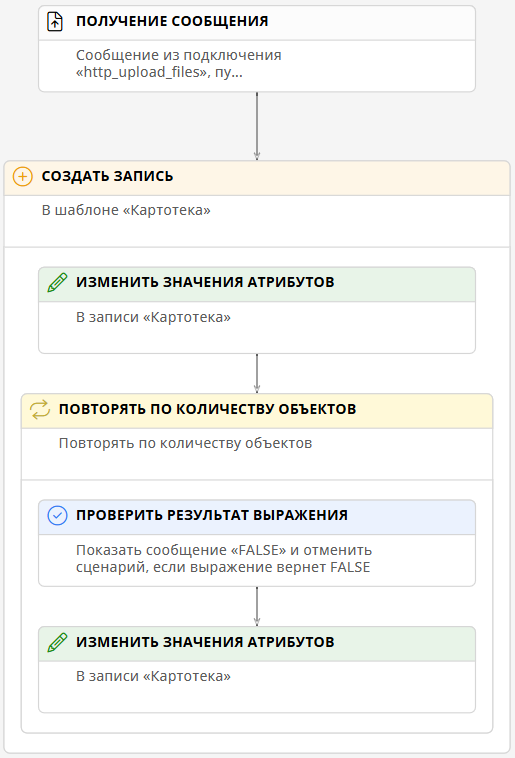 ПОЛУЧЕНИЕ СООБЩЕНИЯ
Сообщение из подключения
«http_upload_files», пу...
СОЗДАТЬ ЗАПИСЬ
В шаблоне «Картотека»
ИЗМЕНИТЬ ЗНАЧЕНИЯ АТРИБУТОВ
В записи «Картотека»
ПОВТОРЯТЬ ПО КОЛИЧЕСТВУ ОБЪЕКТОВ
Повторять по количеству объектов
ПРОВЕРИТЬ РЕЗУЛЬТАТ ВЫРАЖЕНИЯ
Показать сообщение «FALSE» и отменить
сценарий, если выражение вернет FALSE
ИЗМЕНИТЬ ЗНАЧЕНИЯ АТРИБУТОВ
В записи «Картотека»